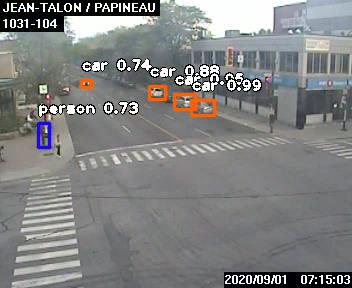 JEAN-TALON / PAPINEAU
1031-104
car 0.74
car 0.88
car 0.99
person 0.73
2020/09/01 07:15:03